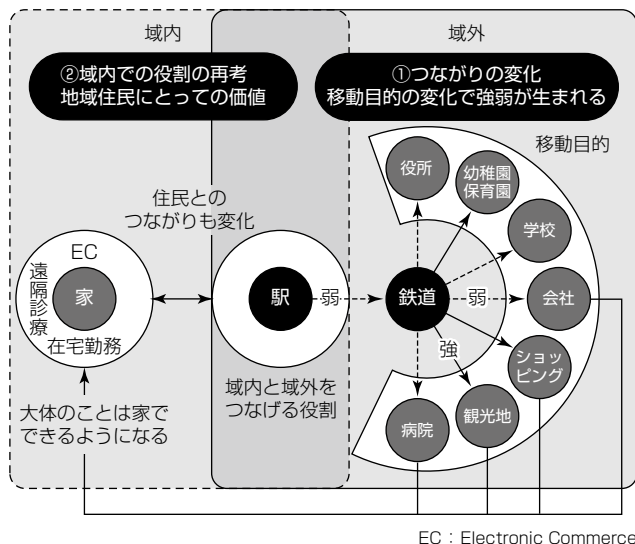 域内
域外
②域内での役割の再考
地域住民にとっての価値
①つながりの変化
移動目的の変化で強弱が生まれる
移動目的
役所
幼稚園
保育園
学校
住民との
つながりも変化
EC
遠隔診療
家
在宅勤務
駅
弱
鉄道
弱
会社
強
ショッ
ピング
観光地
病院
域内と域外を
つなげる役割
大体のことは家で
できるようになる
EC：Electronic Commerce